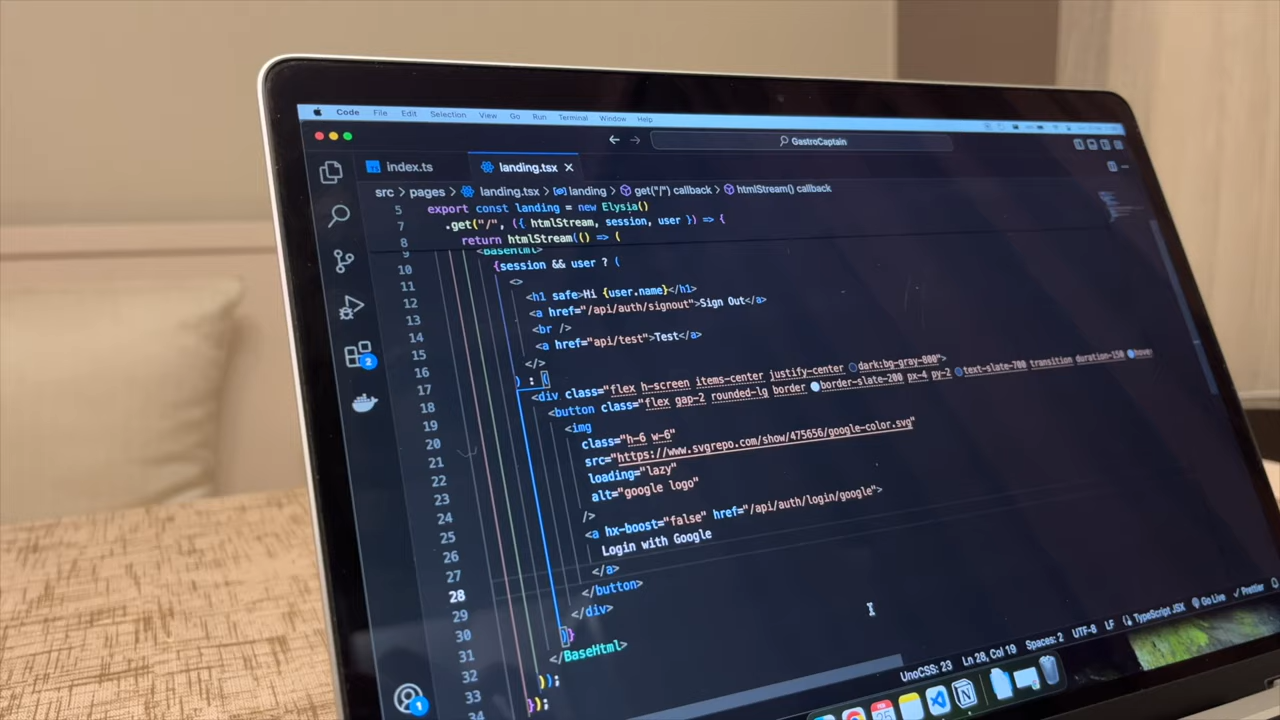 Code File Edit Selection View Go Run Terminal Window Help
GastroCaptain
index.ts landing.tsx
src > pages > landing.tsx > landing > get("/") callback > htmlStream() callback
5 export const landing = new Elysia()
7 .get("/", ({ htmlStream, session, user }) => {
8 return htmlStream(() => (
9 <BaseHtml>
10 {session && user ? (
11 <>
12 <h1 safe>Hi {user.name}</h1>
13 <a href="/api/auth/signout">Sign Out</a>
14 <br />
15 <a href="api/test">Test</a>
16 </>
17 ) : (
18 <div class="flex h-screen items-center justify-center dark:bg-gray-800">
19 <button class="flex gap-2 rounded-lg border border-slate-200 px-4 py-2 text-slate-700 transition duration-150 hove
20 <img
21 class="h-6 w-6"
22 src="https://www.svgrepo.com/show/475656/google-color.svg"
23 loading="lazy"
24 alt="google logo"
25 />
26 <a hx-boost="false" href="/api/auth/login/google">
27 Login with Google
28 </a>
29 </button>
30 </div>
31 )}
32 </BaseHtml>
33 ));
34 });
2
1
UnoCSS: 23 Ln 28, Col 19 Spaces: 2 UTF-8 LF TypeScript JSX Go Live Prettier
25